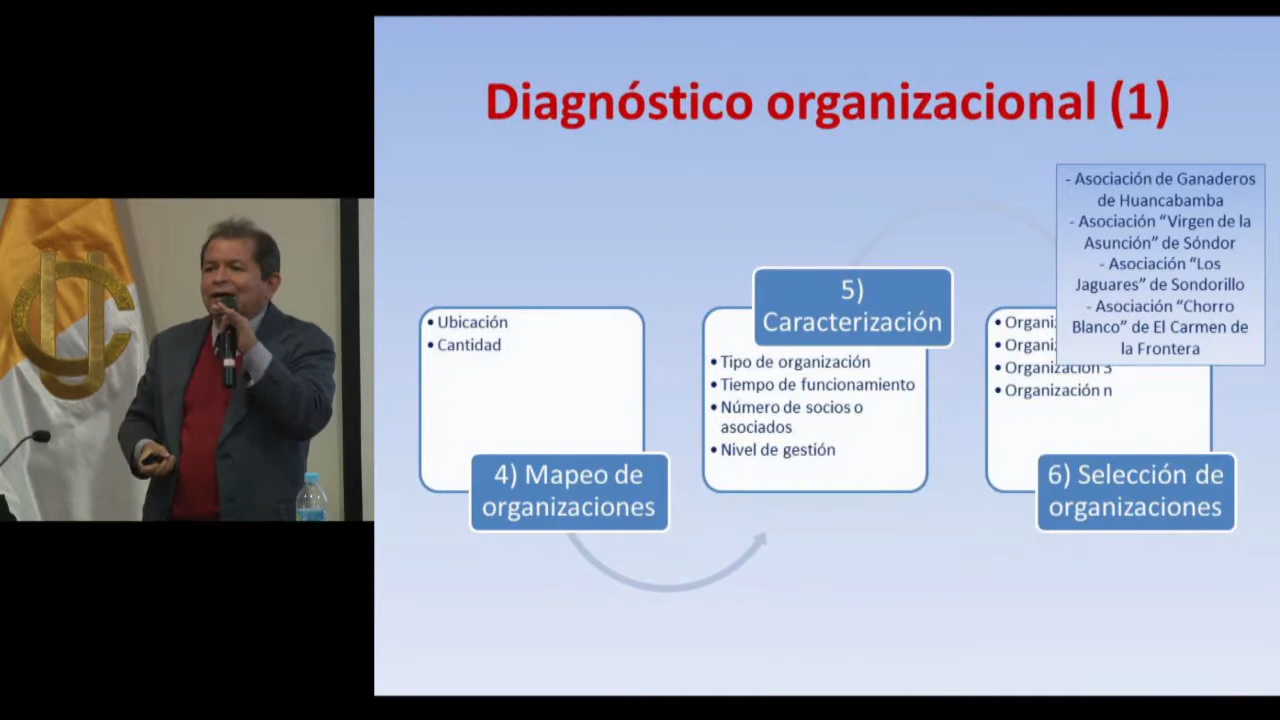 Diagnóstico organizacional (1)
- Asociación de Ganaderos
de Huancabamba
- Asociación “Virgen de la
Asunción” de Sóndor
- Asociación “Los
Jaguares” de Sondorillo
- Asociación “Chorro
Blanco” de El Carmen de
la Frontera
• Ubicación
• Cantidad
4) Mapeo de
organizaciones
5)
Caracterización
• Tipo de organización
• Tiempo de funcionamiento
• Número de socios o
asociados
• Nivel de gestión
• Organización 3
• Organización n
6) Selección de
organizaciones